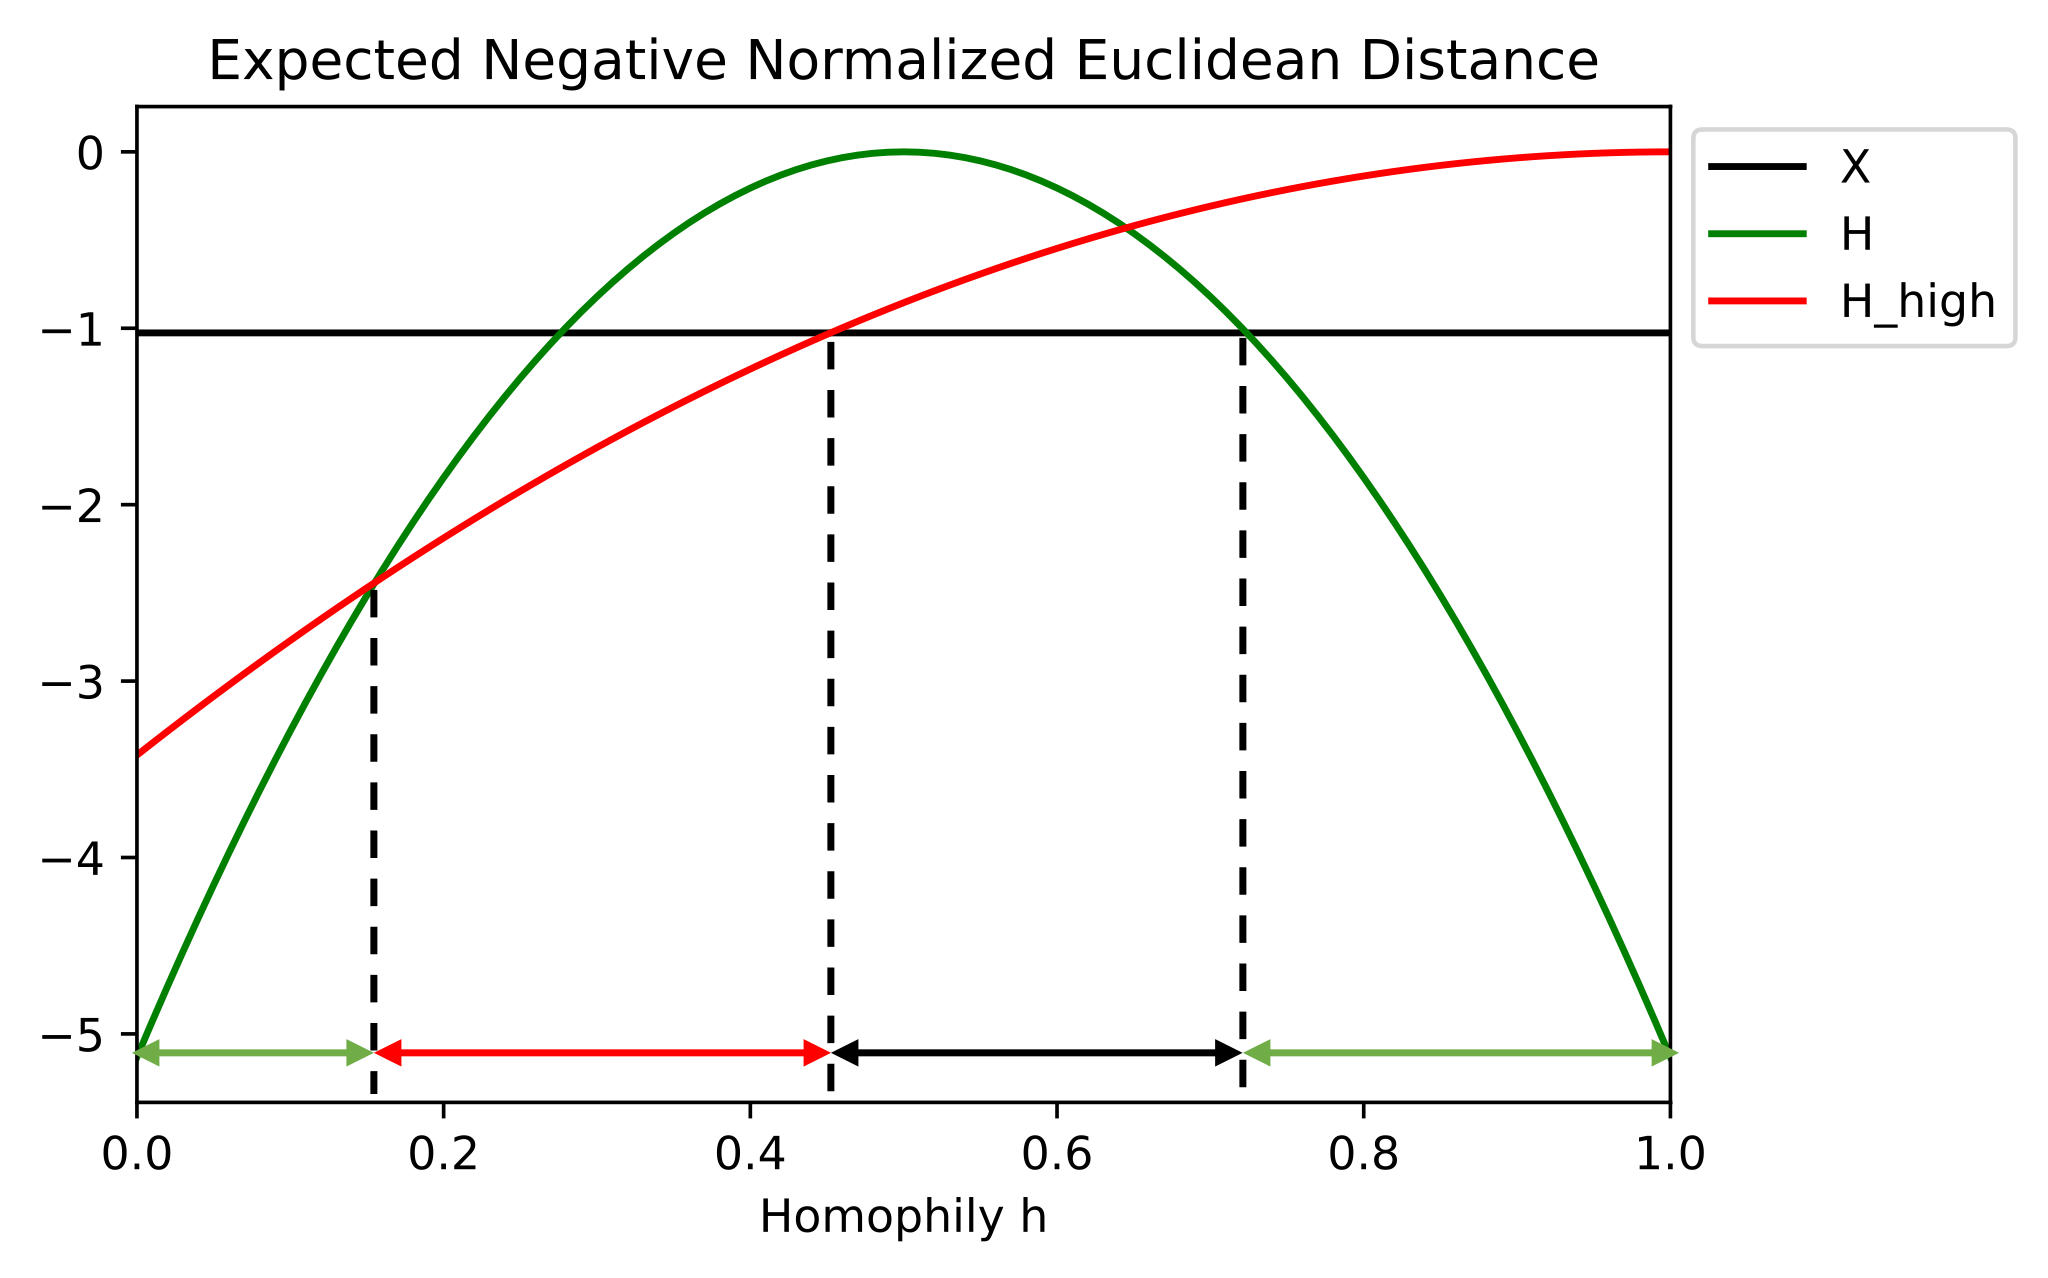 Expected Negative Normalized Euclidean Distance
X
H
H_high
0
−1
−2
−3
−4
−5
0.0 0.2 0.4 0.6 0.8 1.0
Homophily h